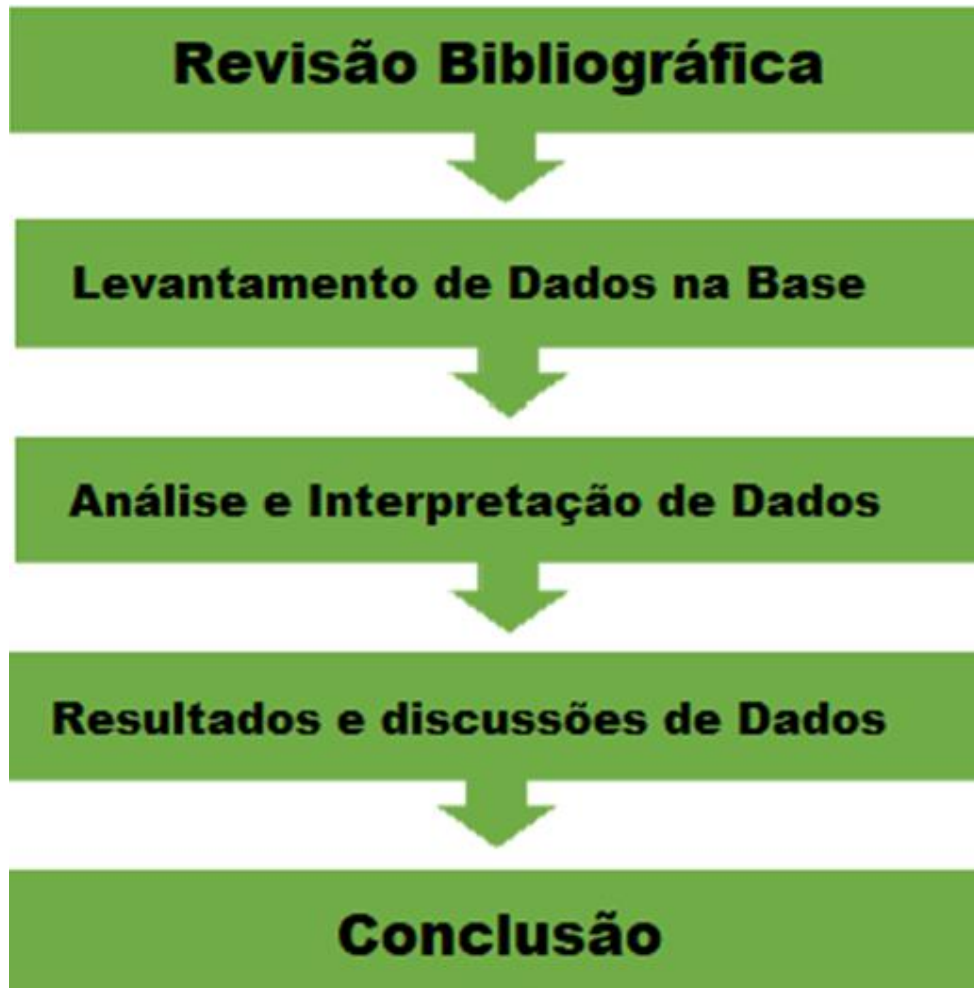 Revisão Bibliográfica
Levantamento de Dados na Base
Análise e Interpretação de Dados
Resultados e discussões de Dados
Conclusão